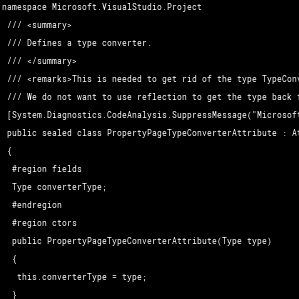 namespace Microsoft.VisualStudio.Project
/// <summary>
/// Defines a type converter.
/// </summary>
/// <remarks>This is needed to get rid of the type TypeConv
/// We do not want to use reflection to get the type back f
[System.Diagnostics.CodeAnalysis.SuppressMessage("Microsoft
public sealed class PropertyPageTypeConverterAttribute : At
{
#region fields
Type converterType;
#endregion
#region ctors
public PropertyPageTypeConverterAttribute(Type type)
{
this.converterType = type;
}